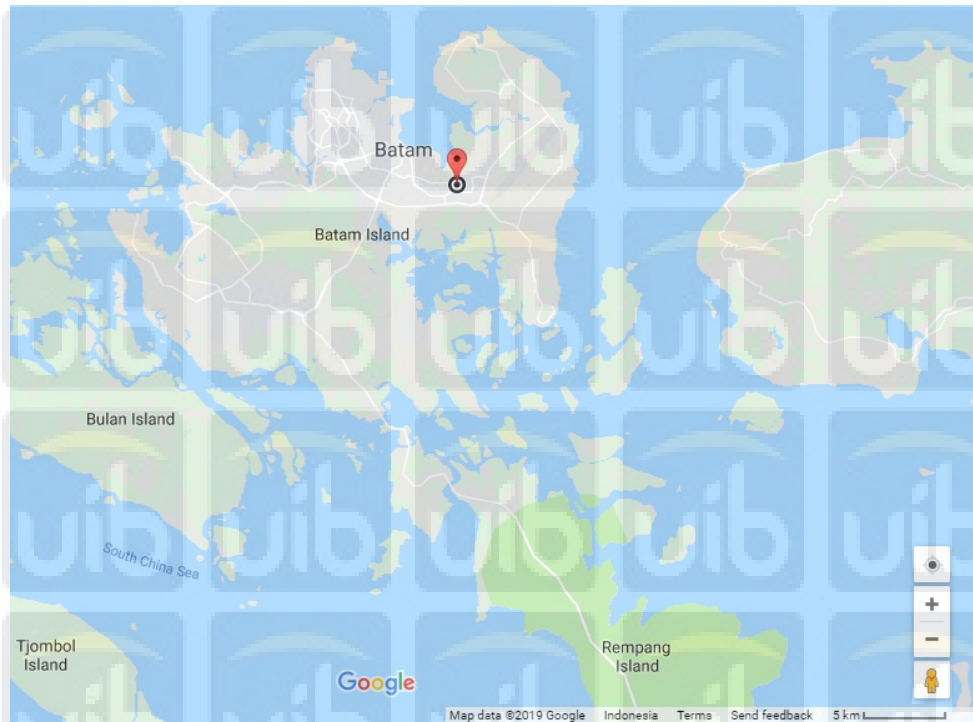 Batam
Batam Island
Bulan Island
South China Sea
Tjombol
Island
Rempang
Island
Google
Map data ©2019 Google Indonesia Terms Send feedback 5 km
uib